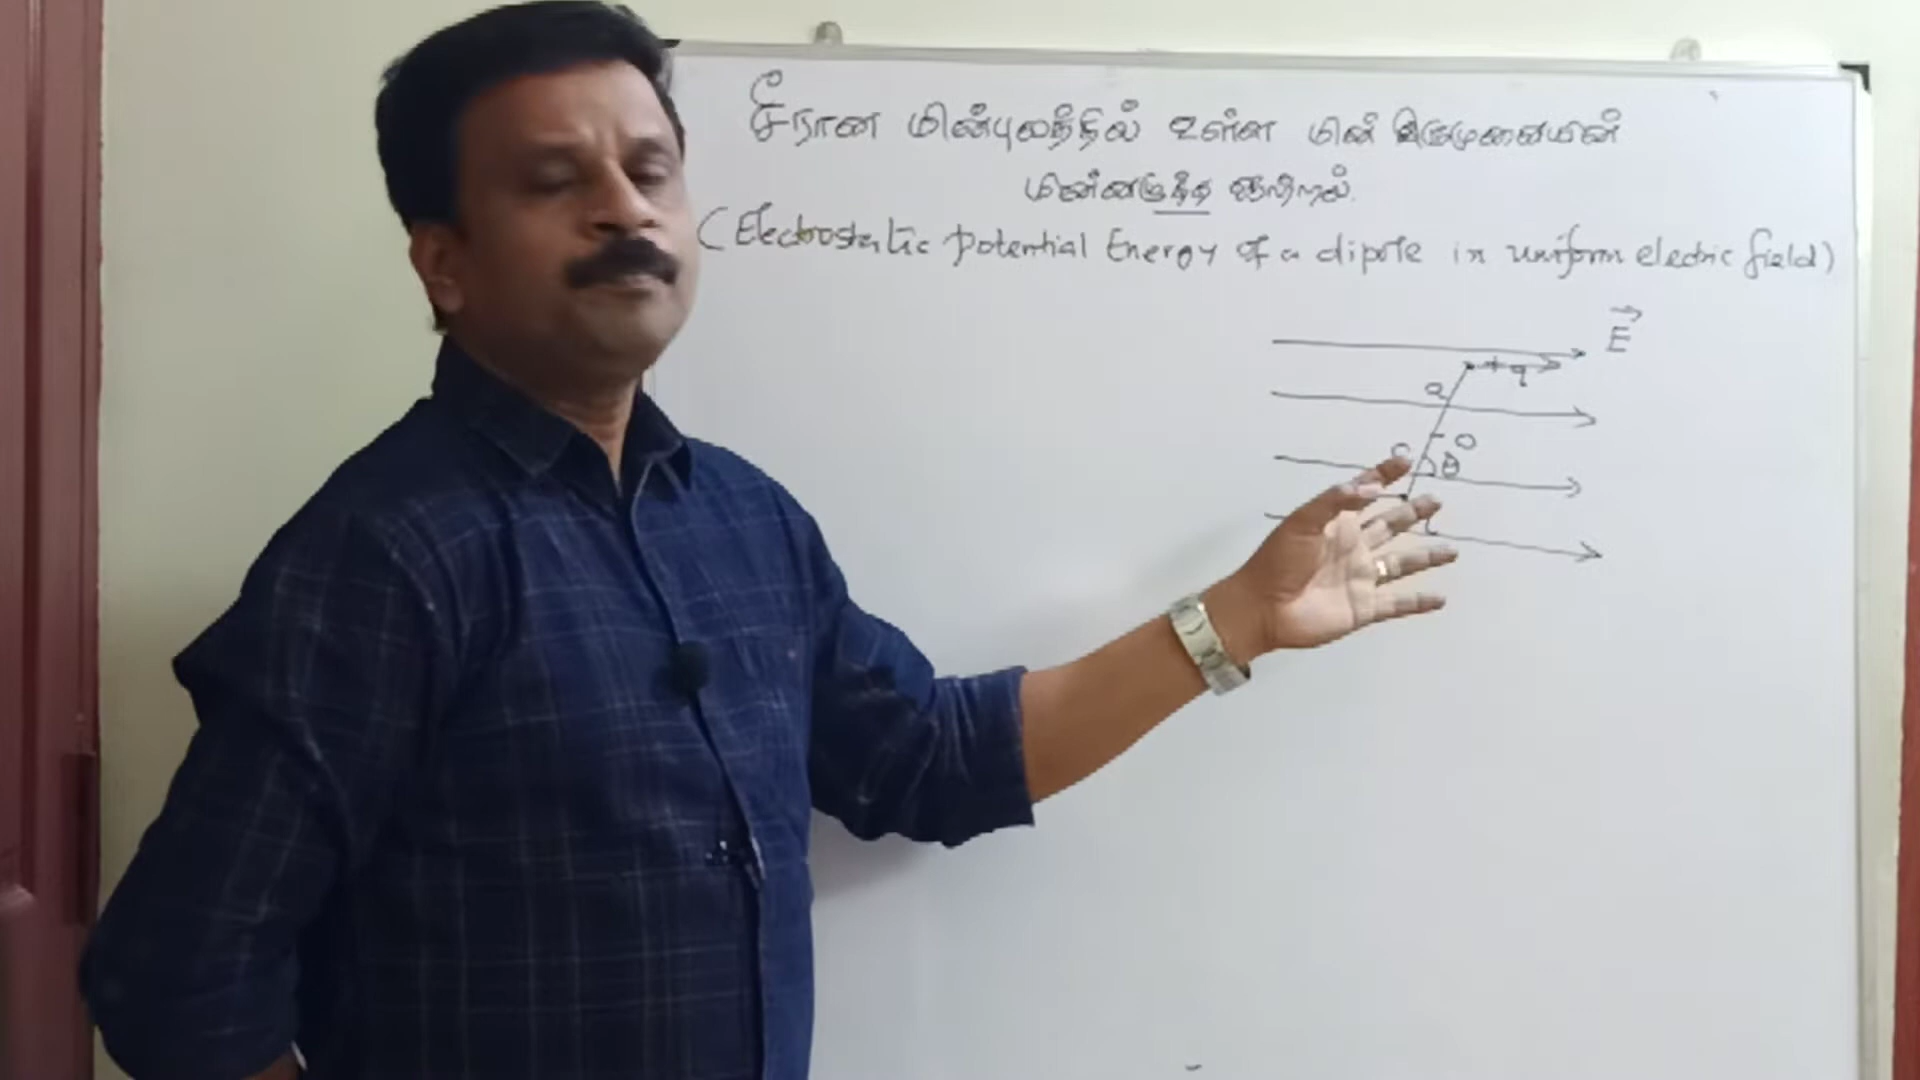 சீரான மின்புலத்தில் உள்ள மின் இருமுனையின்
மின்னழுத்த ஆற்றல்.
(Electrostatic Potential Energy of a dipole in uniform electric field)
E
+q
a
O
θ